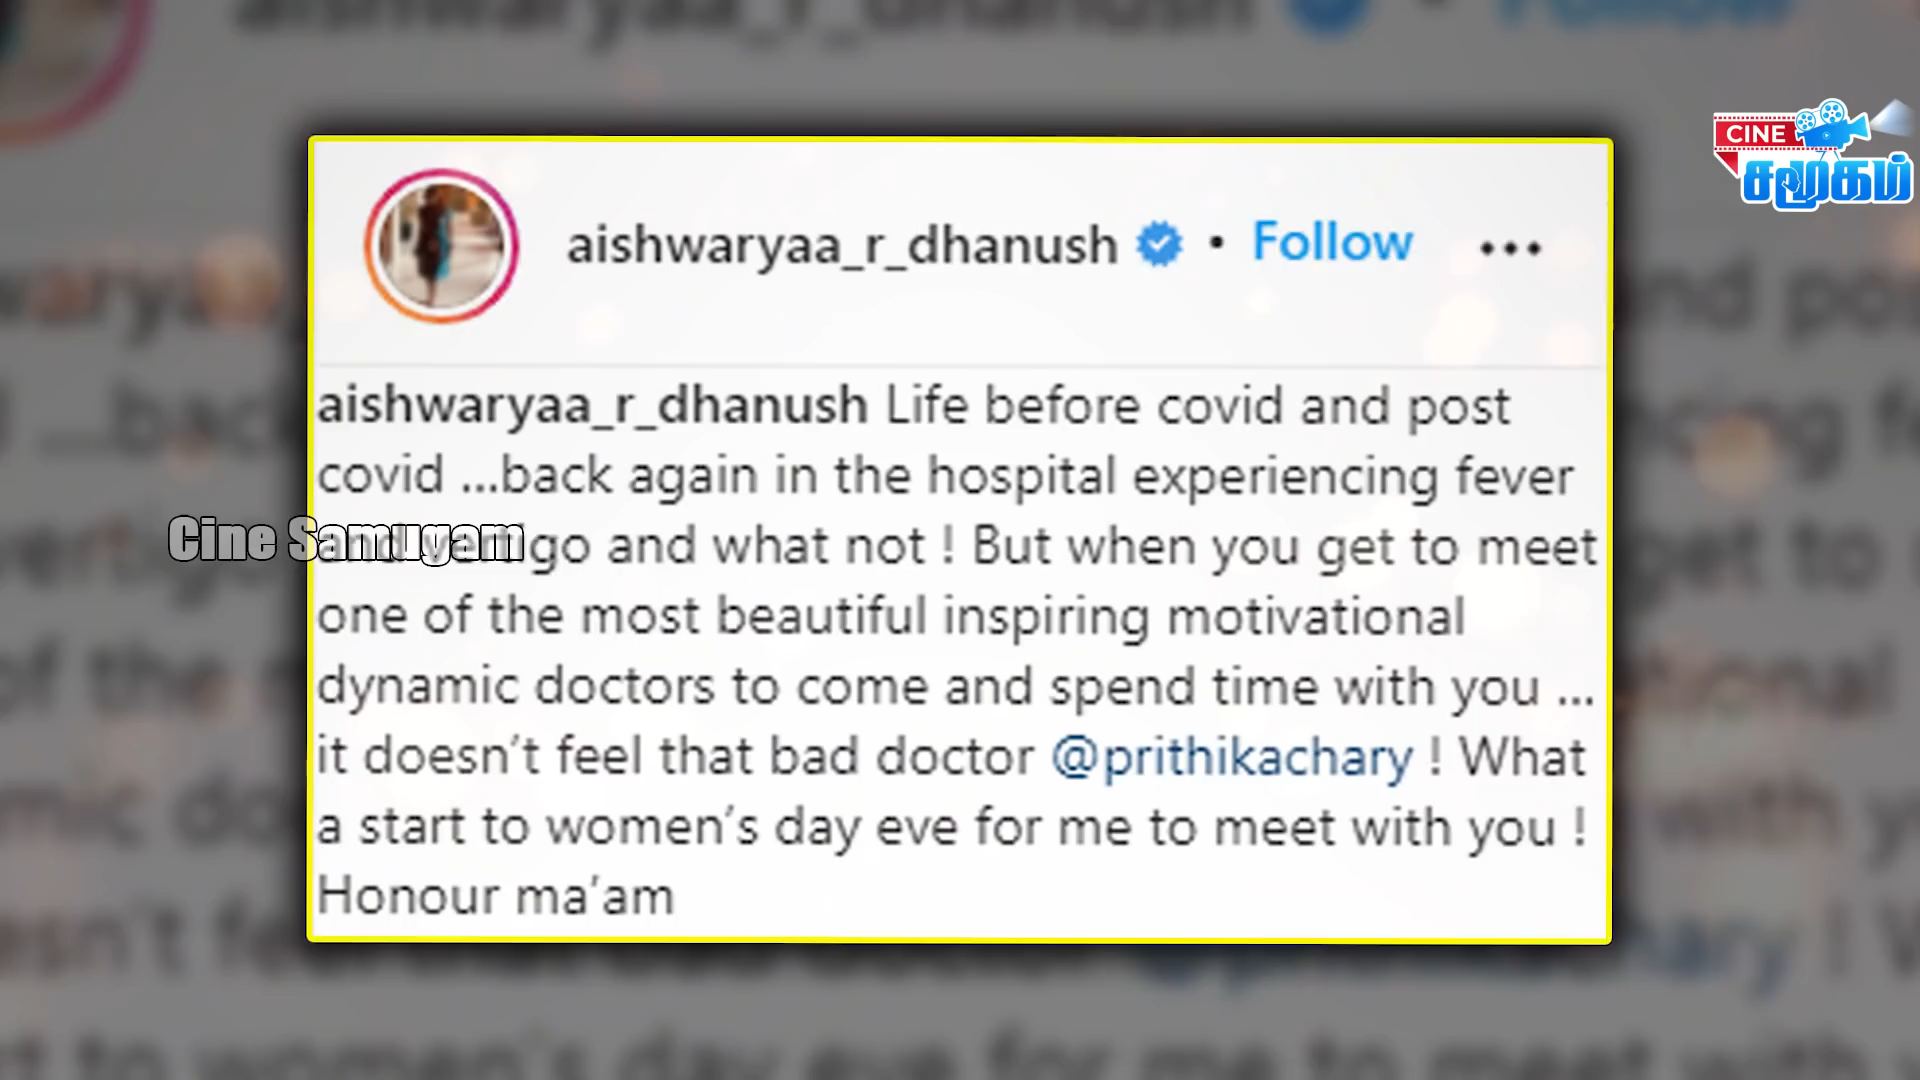 CINE
சமூகம்
aishwaryaa_r_dhanush • Follow •••
aishwaryaa_r_dhanush Life before covid and post
covid ...back again in the hospital experiencing fever
and vertigo and what not ! But when you get to meet
Cine Samugam
one of the most beautiful inspiring motivational
dynamic doctors to come and spend time with you ...
it doesn't feel that bad doctor @prithikachary ! What
a start to women's day eve for me to meet with you !
Honour ma'am